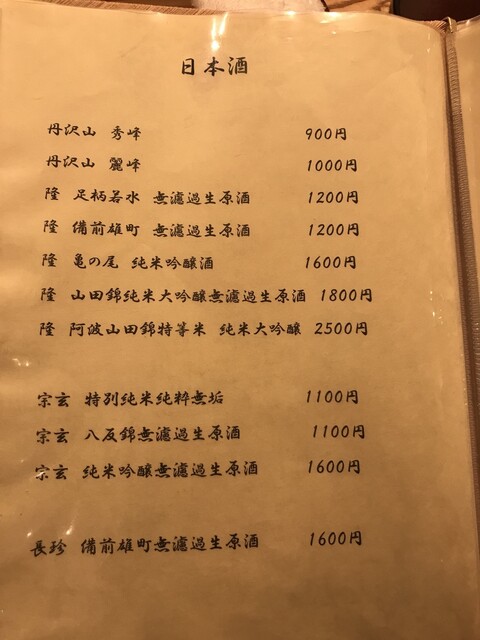 日本酒
丹沢山 秀峰 900円
丹沢山 麗峰 1000円
隆 足柄若水 無濾過生原酒 1200円
隆 備前雄町 無濾過生原酒 1200円
隆 亀の尾 純米吟醸酒 1600円
隆 山田錦純米大吟醸無濾過生原酒 1800円
隆 阿波山田錦特等米 純米大吟醸 2500円
宗玄 特別純米純粋無垢 1100円
宗玄 八反錦無濾過生原酒 1100円
宗玄 純米吟醸無濾過生原酒 1600円
長珍 備前雄町無濾過生原酒 1600円